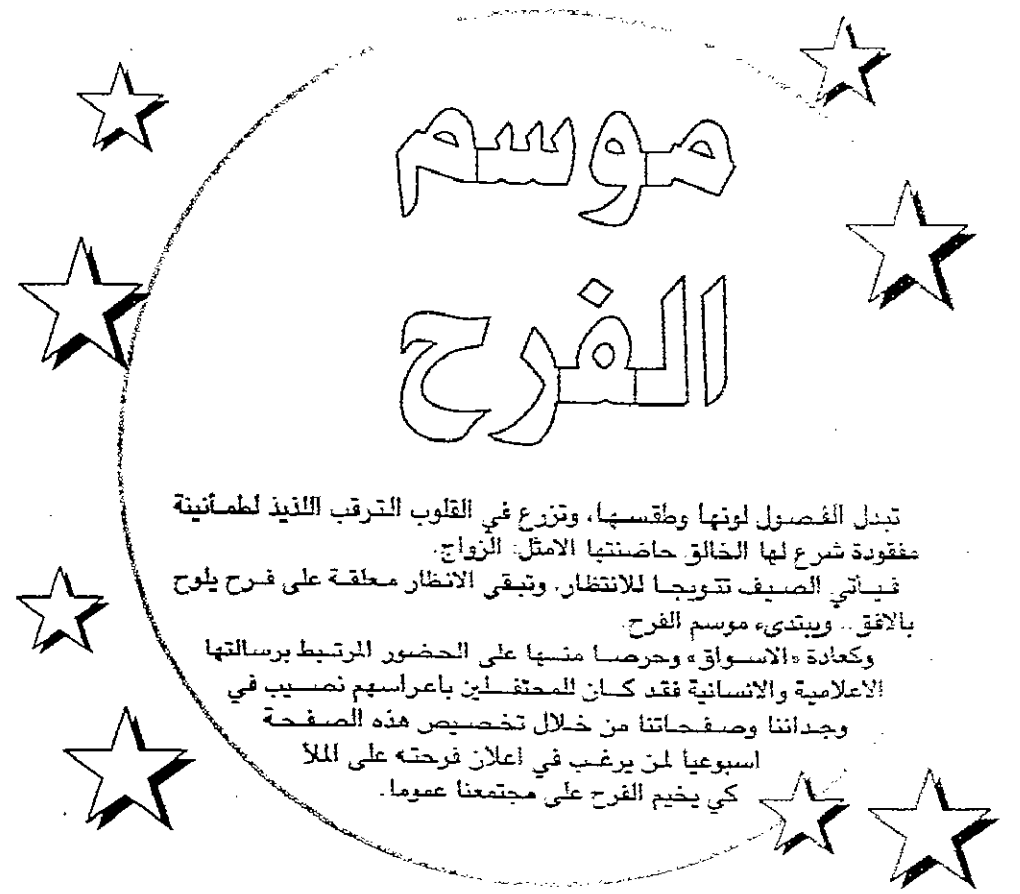 موسم
الفرح
تبدل الفصول لونها وطقسها، وتزرع في القلوب الترقب اللذيذ لطمأنينة
مفقودة شرع لها الخالق حاضنتها الامثل: الزواج.
فيأتي الصيف تتويجا للانتظار. وتبقى الانظار معلقة على فرح يلوح
بالافق.. ويبتدىء موسم الفرح.
وكعادة «الاسواق» وحرصا منها على الحضور المرتبط برسالتها
الاعلامية والانسانية فقد كان للمحتفلين باعراسهم نصيب في
وجداننا وصفحاتنا من خلال تخصيص هذه الصفحة
اسبوعيا لمن يرغب في اعلان فرحته على الملأ
كي يخيم الفرح على مجتمعنا عموما.